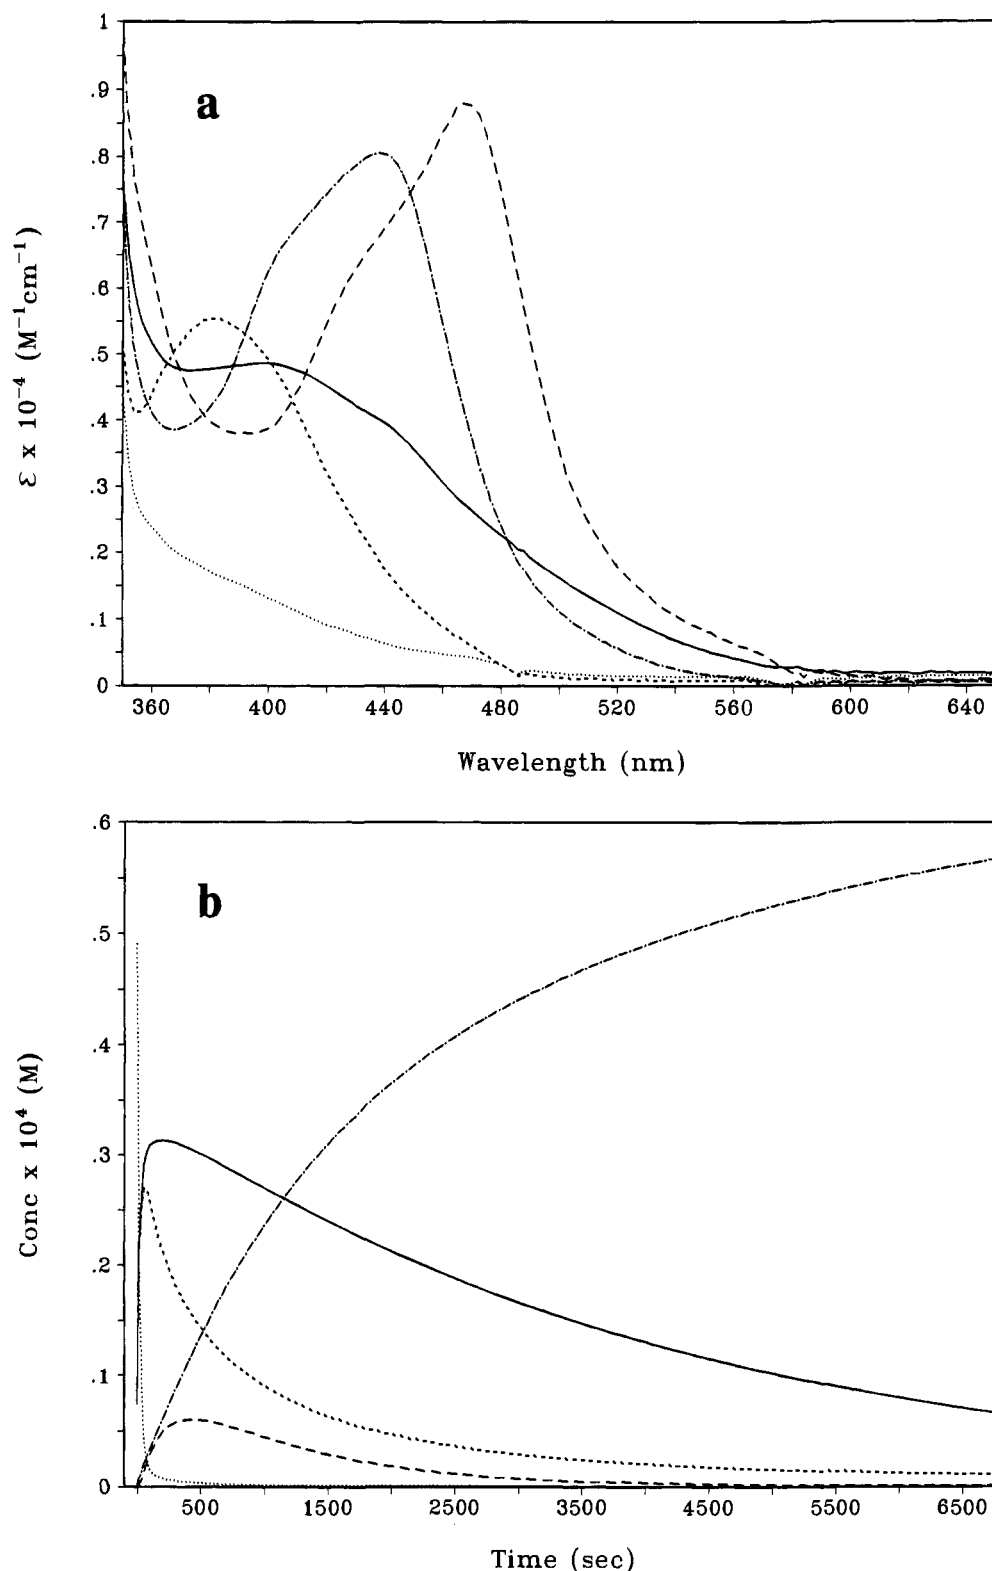 1
.9
.8
.7
.6
.5
.4
.3
.2
.1
0
a
ε x 10⁻⁴ (M⁻¹cm⁻¹)
360 400 440 480 520 560 600 640
Wavelength (nm)
.6
.5
.4
.3
.2
.1
0
b
Conc x 10⁴ (M)
500 1500 2500 3500 4500 5500 6500
Time (sec)